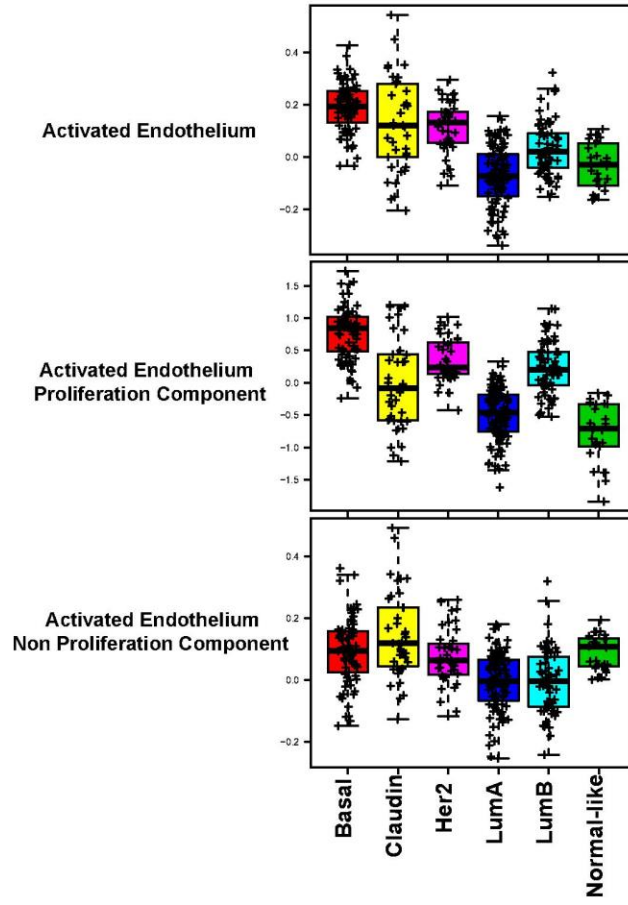 Activated Endothelium
0.4
0.2
0.0
-0.2
Activated Endothelium
Proliferation Component
1.5
1.0
0.5
0.0
-0.5
-1.0
-1.5
Activated Endothelium
Non Proliferation Component
0.4
0.2
0.0
-0.2
Basal
Claudin
Her2
LumA
LumB
Normal-like